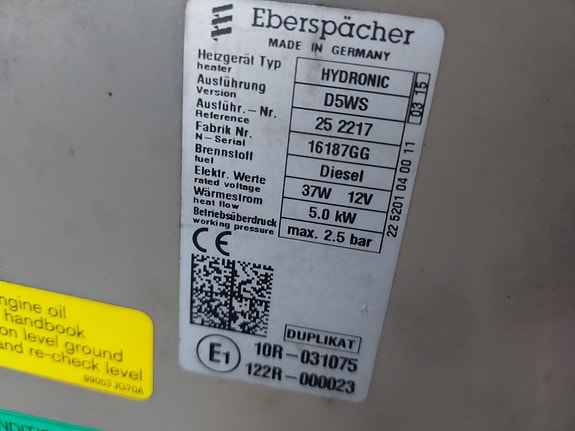 Eberspächer
MADE IN GERMANY
Heizgerät Typ HYDRONIC
heater
Ausführung D5WS
Version
Ausführ.-Nr. 25 2217
Reference
Fabrik Nr. 16187GG
N-Serial
Brennstoff Diesel
fuel
Elektr. Werte 37W 12V
rated voltage
Wärmestrom 5.0 kW
heat flow
Betriebsüberdruck max. 2.5 bar
working pressure
03 15
22 5201 04 00 11
CE
DUPLIKAT
E1 10R-031075
122R-000023
ngine oil
handbook
on level ground
and re-check level
99053 JG70A
NDITIO